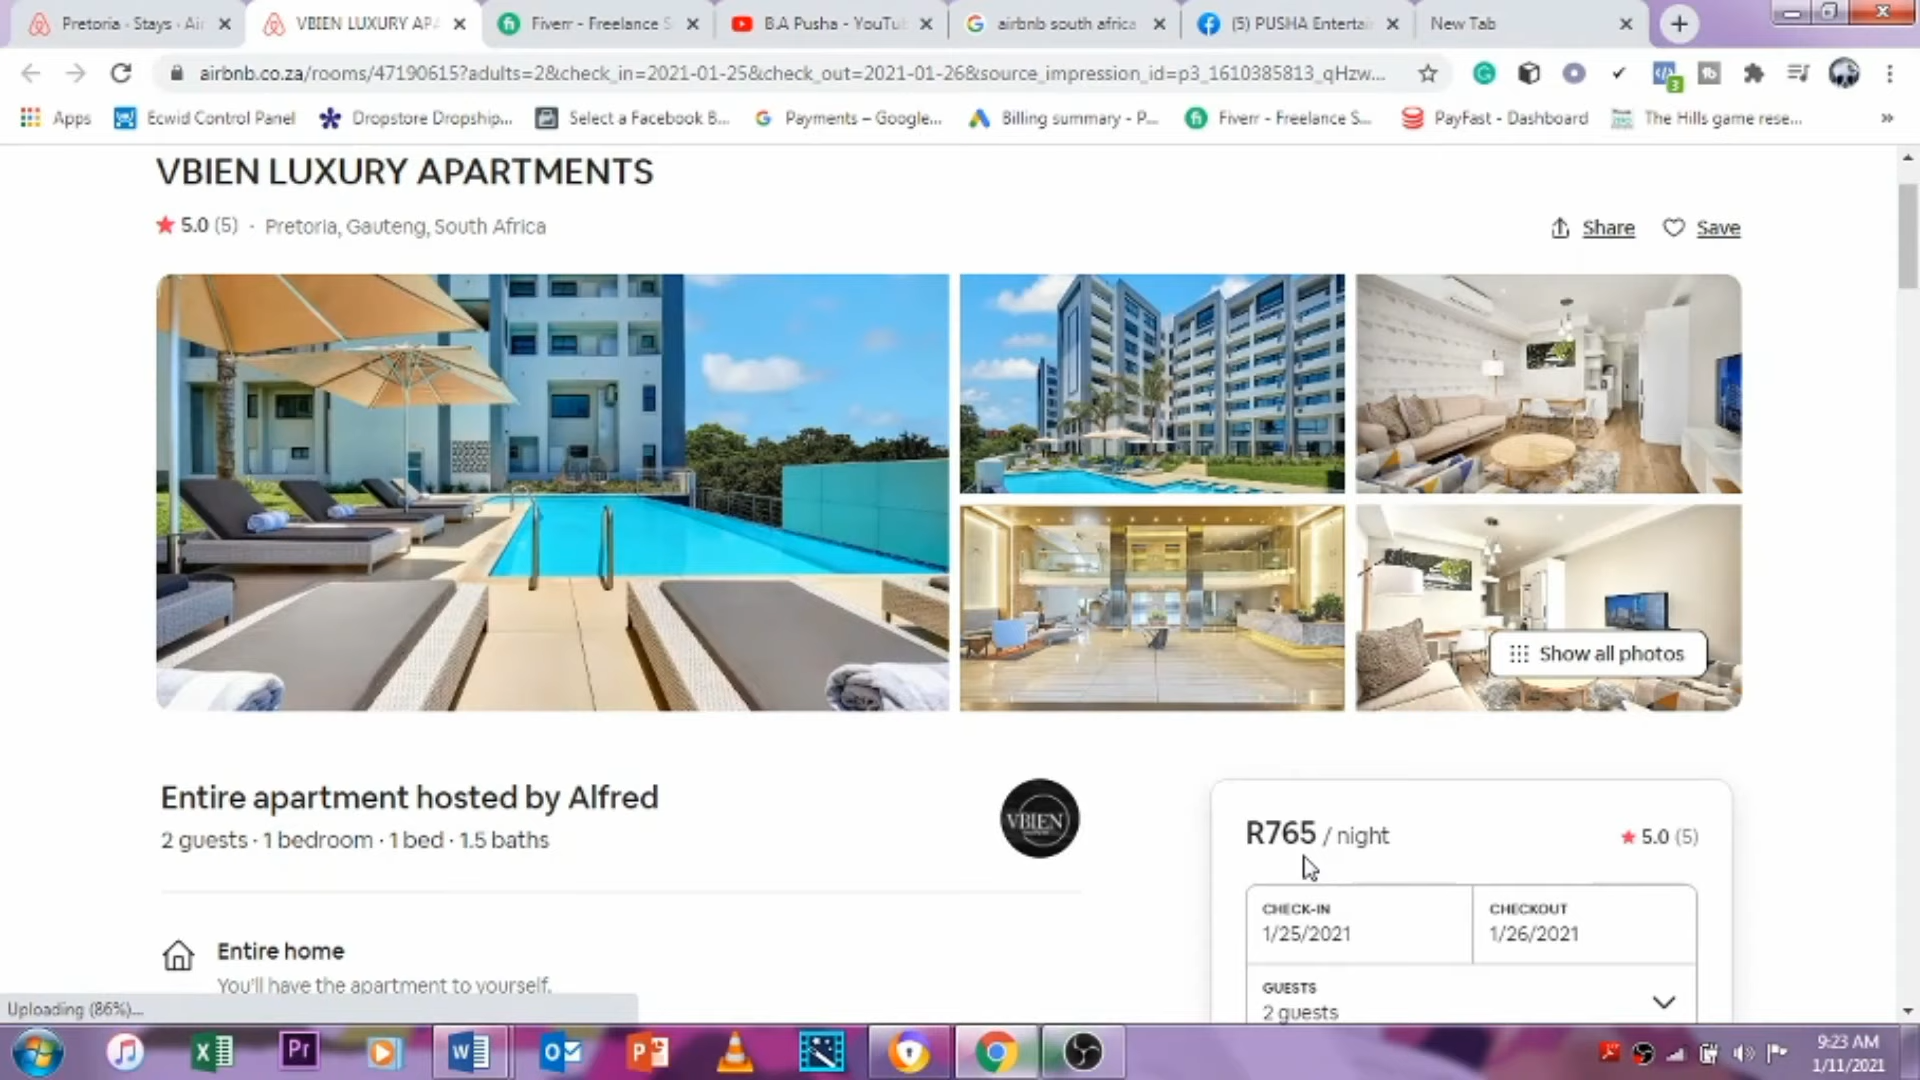 Pretoria - Stays - Air
VBIEN LUXURY APA
Fiverr - Freelance S
B.A Pusha - YouTu
airbnb south africa
(5) PUSHA Entertai
New Tab
airbnb.co.za/rooms/47190615?adults=2&check_in=2021-01-25&check_out=2021-01-26&source_impression_id=p3_1610385813_qHzw...
Apps
Ecwid Control Panel
Dropstore Dropship...
Select a Facebook B...
Payments – Google...
Billing summary - P...
Fiverr - Freelance S...
PayFast - Dashboard
The Hills game rese...
»
VBIEN LUXURY APARTMENTS
5.0 (5) · Pretoria, Gauteng, South Africa
Share
Save
Show all photos
Entire apartment hosted by Alfred
2 guests · 1 bedroom · 1 bed · 1.5 baths
VBIEN
R765 / night
5.0 (5)
CHECK-IN
1/25/2021
CHECKOUT
1/26/2021
GUESTS
2 guests
Entire home
You'll have the apartment to yourself.
Uploading (86%)...
9:23 AM
1/11/2021